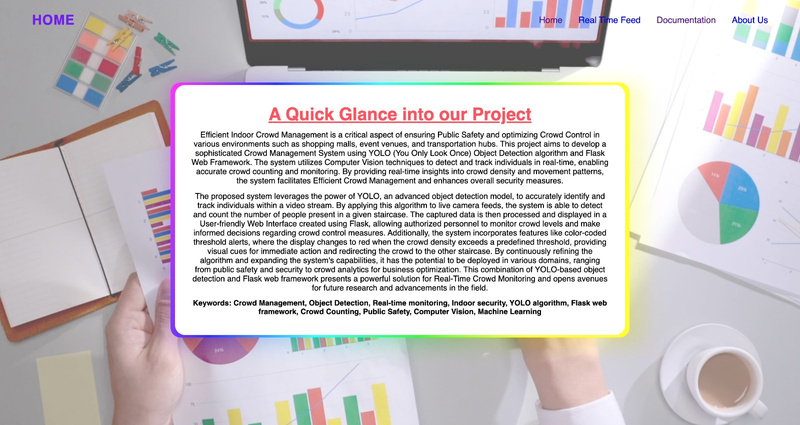 HOME
Home Real Time Feed Documentation About Us
A Quick Glance into our Project
Efficient Indoor Crowd Management is a critical aspect of ensuring Public Safety and optimizing Crowd Control in
various environments such as shopping malls, event venues, and transportation hubs. This project aims to develop a
sophisticated Crowd Management System using YOLO (You Only Look Once) Object Detection algorithm and Flask
Web Framework. The system utilizes Computer Vision techniques to detect and track individuals in real-time, enabling
accurate crowd counting and monitoring. By providing real-time insights into crowd density and movement patterns,
the system facilitates Efficient Crowd Management and enhances overall security measures.
The proposed system leverages the power of YOLO, an advanced object detection model, to accurately identify and
track individuals within a video stream. By applying this algorithm to live camera feeds, the system is able to detect
and count the number of people present in a given staircase. The captured data is then processed and displayed in a
User-friendly Web Interface created using Flask, allowing authorized personnel to monitor crowd levels and make
informed decisions regarding crowd control measures. Additionally, the system incorporates features like color-coded
threshold alerts, where the display changes to red when the crowd density exceeds a predefined threshold, providing
visual cues for immediate action and redirecting the crowd to the other staircase. By continuously refining the
algorithm and expanding the system's capabilities, it has the potential to be deployed in various domains, ranging
from public safety and security to crowd analytics for business optimization. This combination of YOLO-based object
detection and Flask web framework presents a powerful solution for Real-Time Crowd Monitoring and opens avenues
for future research and advancements in the field.
Keywords: Crowd Management, Object Detection, Real-time monitoring, Indoor security, YOLO algorithm, Flask web
framework, Crowd Counting, Public Safety, Computer Vision, Machine Learning